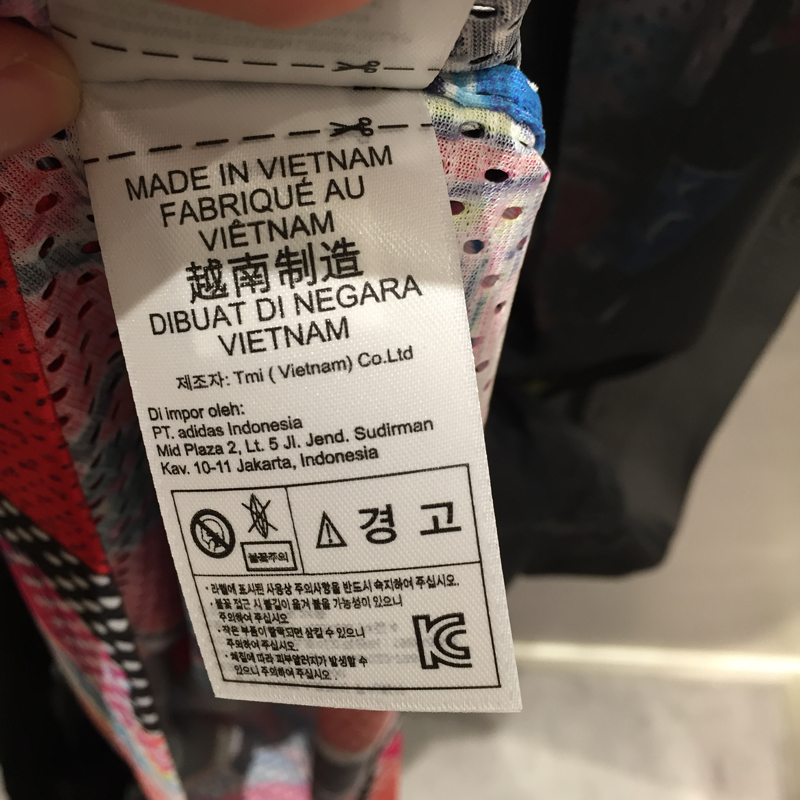 MADE IN VIETNAM
FABRIQUÉ AU
VIÊTNAM
越南制造
DIBUAT DI NEGARA
VIETNAM
제조자: Tmi ( Vietnam) Co.Ltd
Di impor oleh:
PT. adidas Indonesia
Mid Plaza 2, Lt. 5 Jl. Jend. Sudirman
Kav. 10-11 Jakarta, Indonesia
불꽃주의
경 고
· 라벨에 표시된 사용상 주의사항을 반드시 숙지하여 주십시오.
· 불꽃 접근 시 불길이 옮겨 붙을 가능성이 있으니
주의하여 주십시오
· 작은 부품이 탈락되면 삼킬 수 있으니
주의하여 주십시오.
· 체질에 따라 피부알러지가 발생할 수
있으니 주의하여 주십시오.
KC